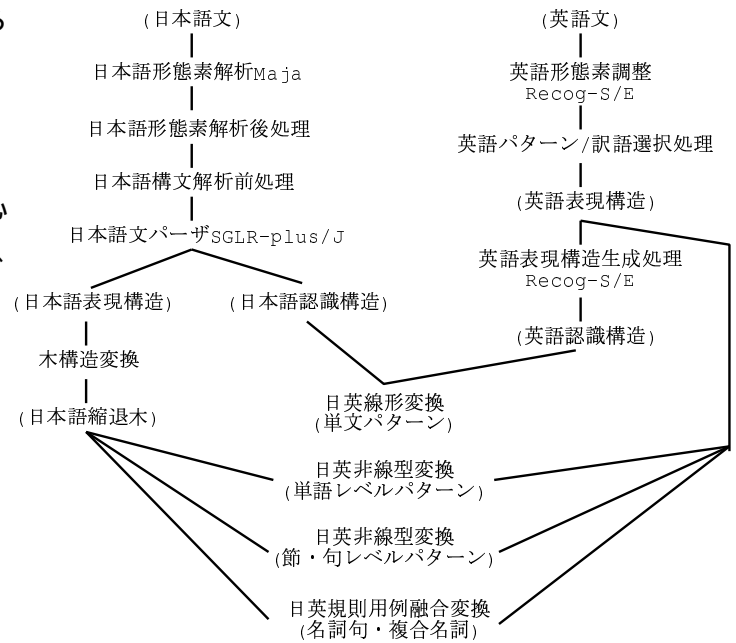 (日本語文)
日本語形態素解析Maja
日本語形態素解析後処理
日本語構文解析前処理
日本語文パーザSGLR-plus/J
(日本語表現構造)
(日本語認識構造)
木構造変換
(日本語縮退木)
(英語文)
英語形態素調整
Recog-S/E
英語パターン/訳語選択処理
(英語表現構造)
英語表現構造生成処理
Recog-S/E
(英語認識構造)
日英線形変換
(単文パターン)
日英非線型変換
(単語レベルパターン)
日英非線型変換
(節・句レベルパターン)
日英規則用例融合変換
(名詞句・複合名詞)